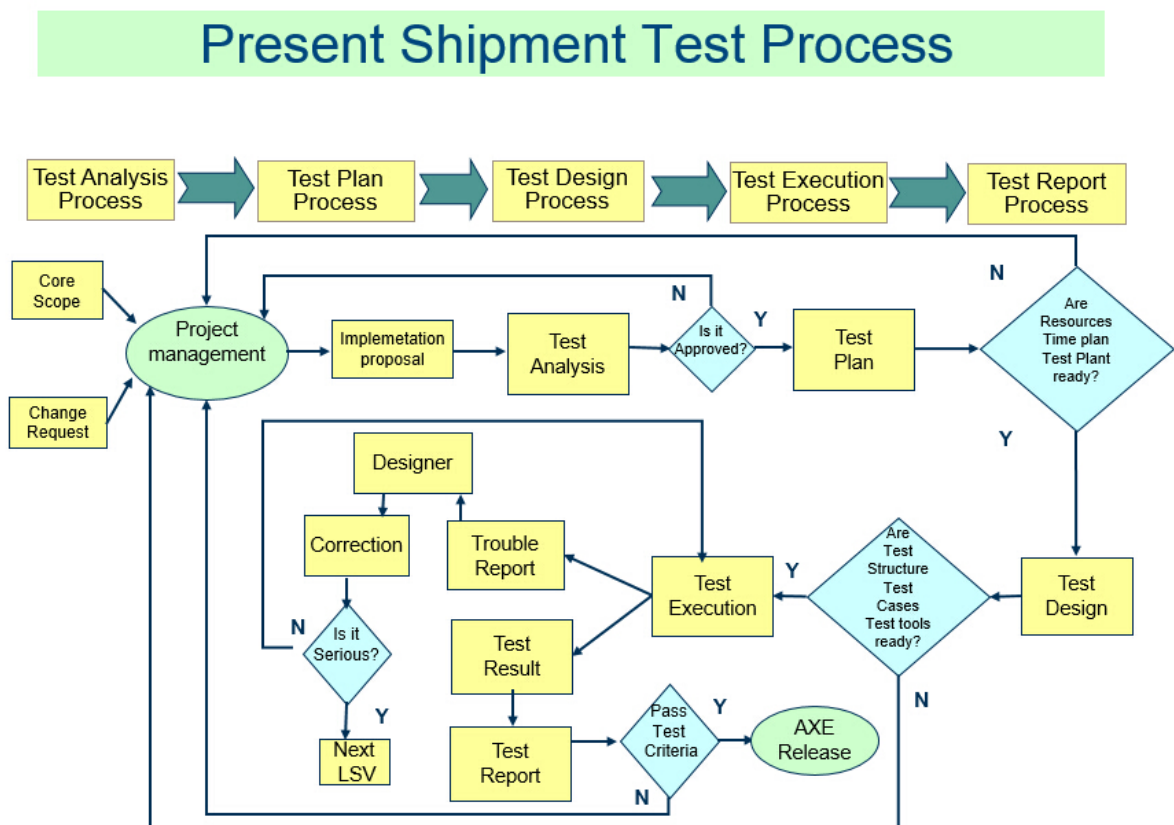 Present Shipment Test Process
Test Analysis
Process
Test Plan
Process
Test Design
Process
Test Execution
Process
Test Report
Process
Core
Scope
Change
Request
Project
management
Implemetation
proposal
Test
Analysis
N
Is it
Approved?
Y
Test
Plan
N
Are
Resources
Time plan
Test Plant
ready?
Y
Test
Design
Are
Test
Structure
Test
Cases
Test tools
ready?
Y
N
Test
Execution
Trouble
Report
Designer
Correction
N
Is it
Serious?
Y
Next
LSV
Test
Result
Test
Report
Pass
Test
Criteria
Y
N
AXE
Release